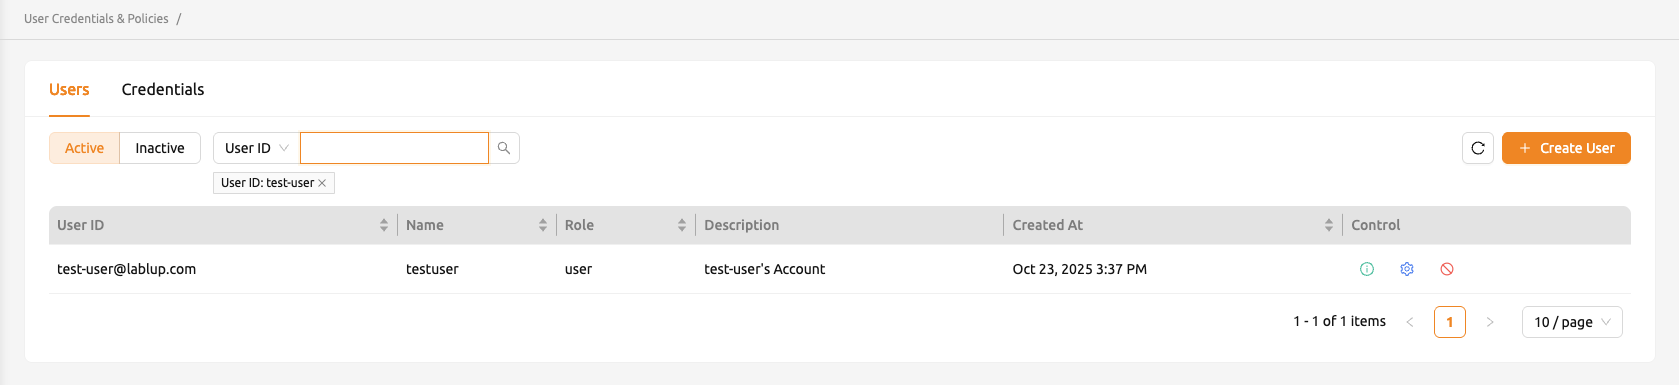 User Credentials & Policies /
Users Credentials
Active Inactive User ID + Create User
User ID: test-user ×
User ID Name Role Description Created At Control
test-user@lablup.com testuser user test-user's Account Oct 23, 2025 3:37 PM
1 - 1 of 1 items < 1 > 10 / page